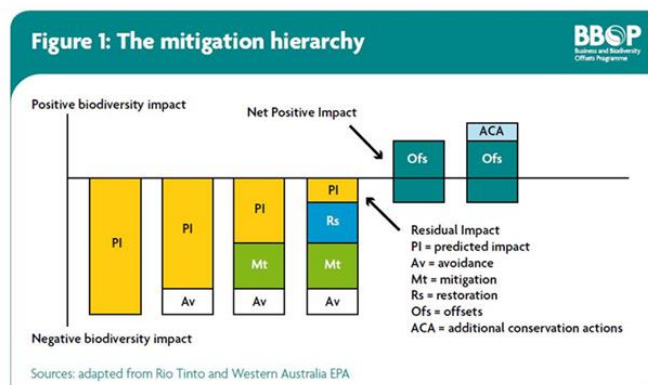 Figure 1: The mitigation hierarchy
BBOP
Business and Biodiversity
Offsets Programme
Positive biodiversity impact
Net Positive Impact
ACA
Ofs
Ofs
PI
PI
PI
PI
Rs
Mt
Mt
Av
Av
Av
Residual Impact
PI = predicted impact
Av = avoidance
Mt = mitigation
Rs = restoration
Ofs = offsets
ACA = additional conservation actions
Negative biodiversity impact
Sources: adapted from Rio Tinto and Western Australia EPA